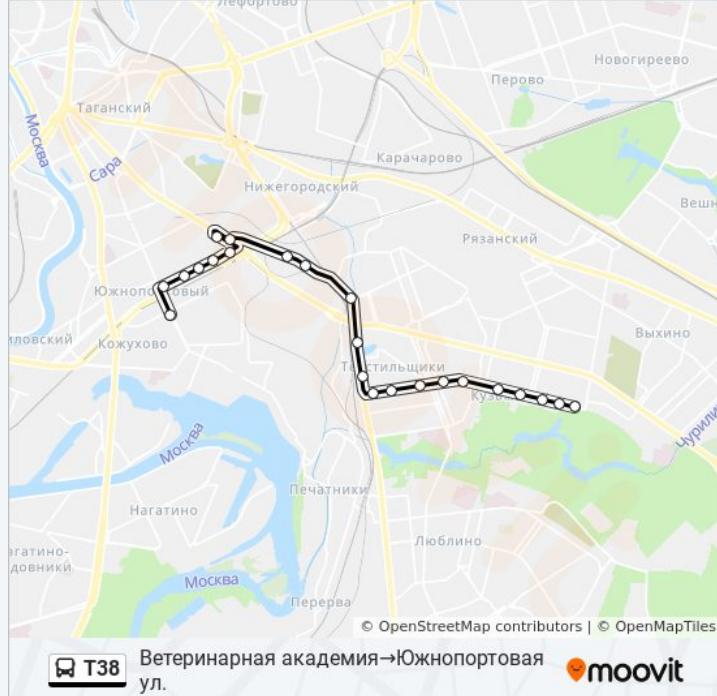 Лефортово
Новогиреево
Перово
Таганский
Москва
Карачарово
Сара
Нижегородский
Вешн
Рязанский
Южнопортовый
иловский
Кожухово
Выхино
Текстильщики
Чурили
Москва
Печатники
Нагатино
Люблино
агатино-
довники
Москва
Перерва
© OpenStreetMap contributors | © OpenMapTiles
T38 Ветеринарная академия→Южнопортовая
ул.
moovit